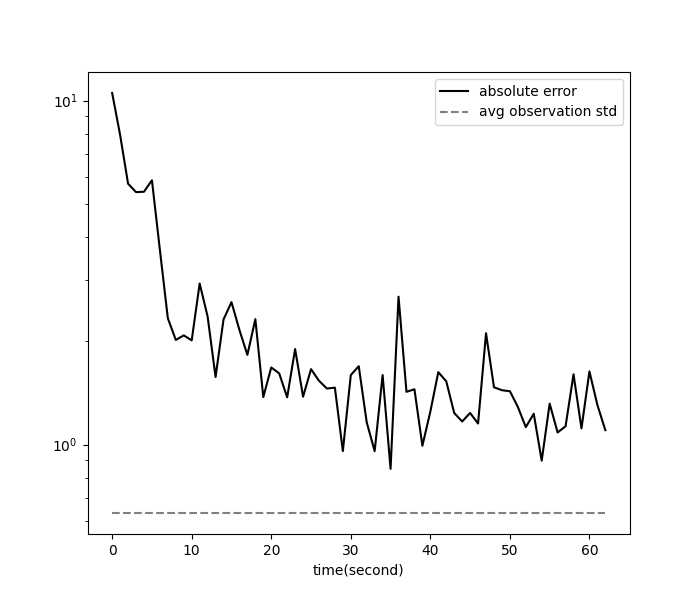 absolute error
avg observation std
10¹
10⁰
0 10 20 30 40 50 60
time(second)